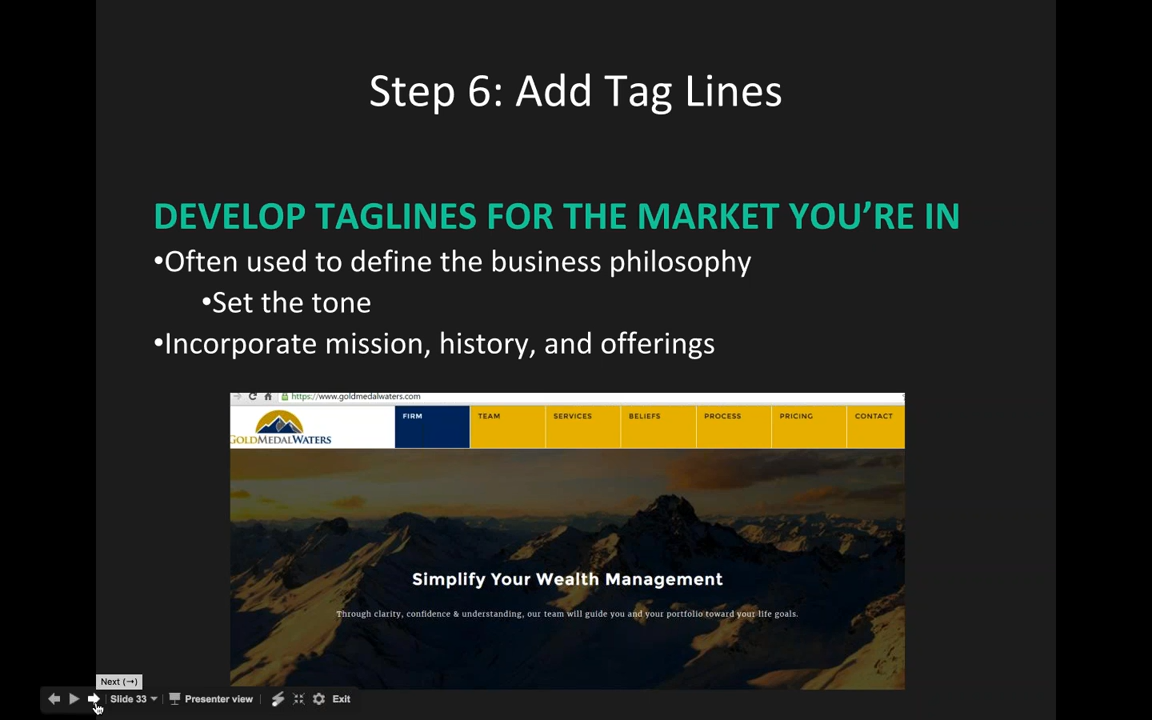 Step 6: Add Tag Lines
DEVELOP TAGLINES FOR THE MARKET YOU’RE IN
•Often used to define the business philosophy
•Set the tone
•Incorporate mission, history, and offerings
https://www.goldmedalwaters.com
FIRM TEAM SERVICES BELIEFS PROCESS PRICING CONTACT
GOLDMEDALWATERS
Simplify Your Wealth Management
Through clarity, confidence & understanding, our team will guide you and your portfolio toward your life goals.
Next (→)
Slide 33 Presenter view Exit